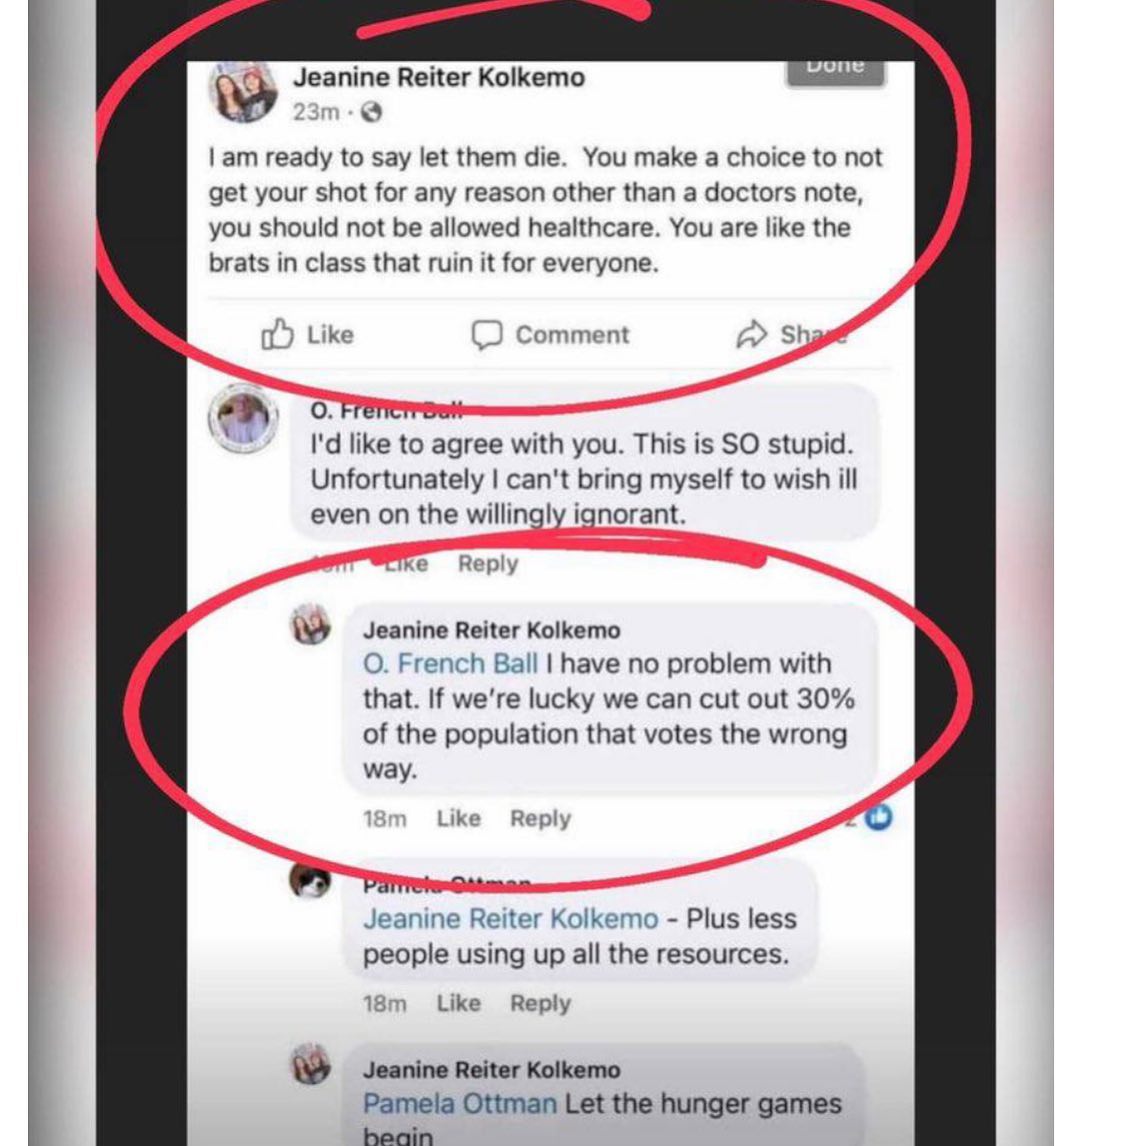 Done
Jeanine Reiter Kolkemo
23m ·
I am ready to say let them die. You make a choice to not
get your shot for any reason other than a doctors note,
you should not be allowed healthcare. You are like the
brats in class that ruin it for everyone.
Like Comment Share
O. French Ball
I'd like to agree with you. This is SO stupid.
Unfortunately I can't bring myself to wish ill
even on the willingly ignorant.
Like Reply
Jeanine Reiter Kolkemo
O. French Ball I have no problem with
that. If we're lucky we can cut out 30%
of the population that votes the wrong
way.
18m Like Reply 2
Pamela Ottman
Jeanine Reiter Kolkemo - Plus less
people using up all the resources.
18m Like Reply
Jeanine Reiter Kolkemo
Pamela Ottman Let the hunger games
begin